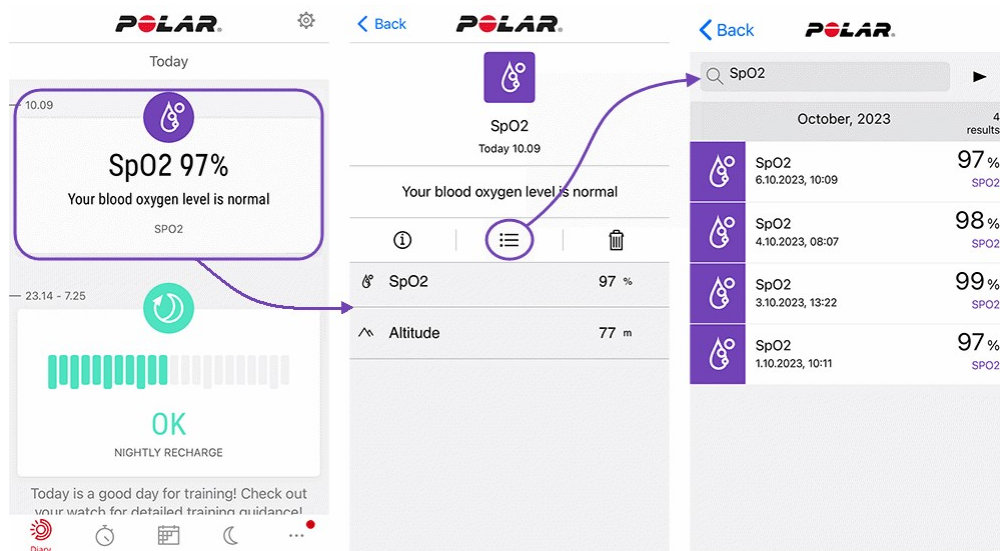 POLAR.
Today
10.09
SpO2 97%
Your blood oxygen level is normal
SPO2
23.14 - 7.25
OK
NIGHTLY RECHARGE
Today is a good day for training! Check out
your watch for detailed training guidance!
Diary
Back
POLAR.
SpO2
Today 10.09
Your blood oxygen level is normal
SpO2 97 %
Altitude 77 m
Back
POLAR.
SpO2
October, 2023 4 results
SpO2 97 %
6.10.2023, 10:09 SPO2
SpO2 98 %
4.10.2023, 08:07 SPO2
SpO2 99 %
3.10.2023, 13:22 SPO2
SpO2 97 %
1.10.2023, 10:11 SPO2